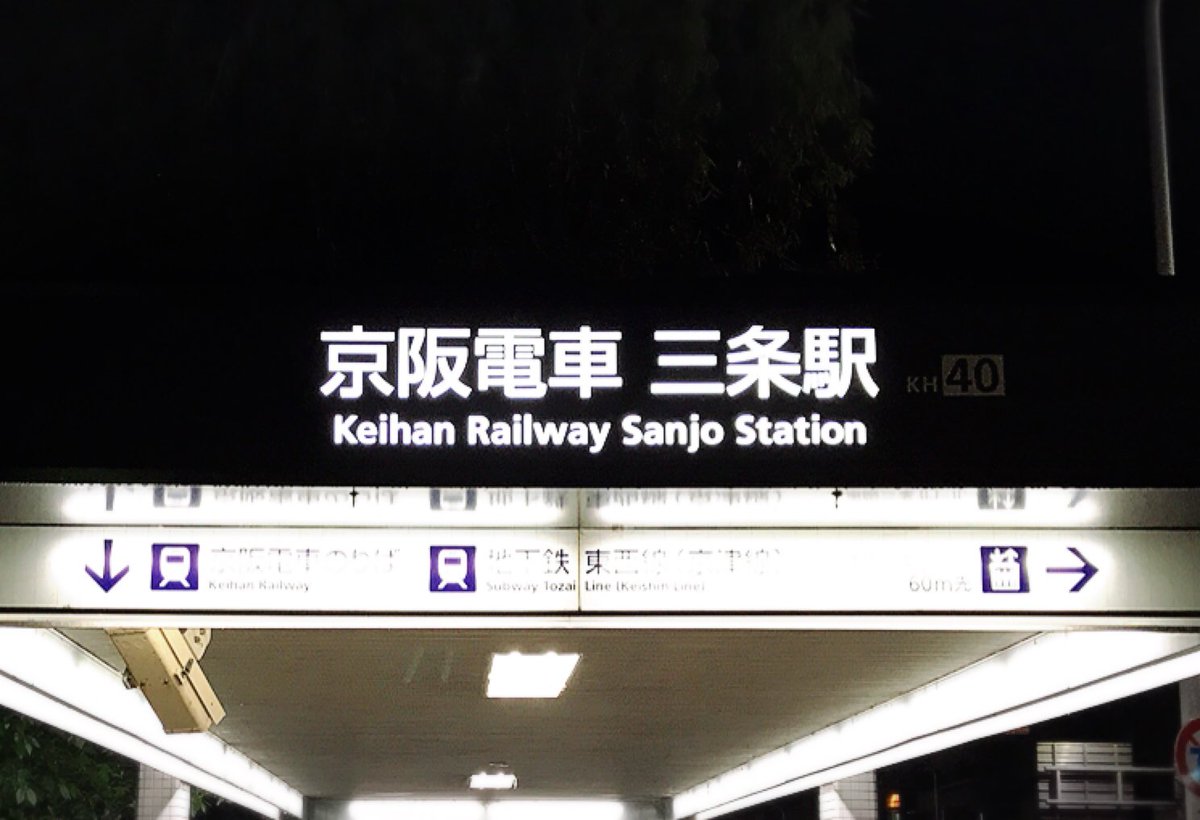 京阪電車 三条駅 KH 40
Keihan Railway Sanjo Station
京阪電車のりば 地下鉄 東西線(京津線) 60m先
Keihan Railway Subway Tozai Line (Keishin Line)